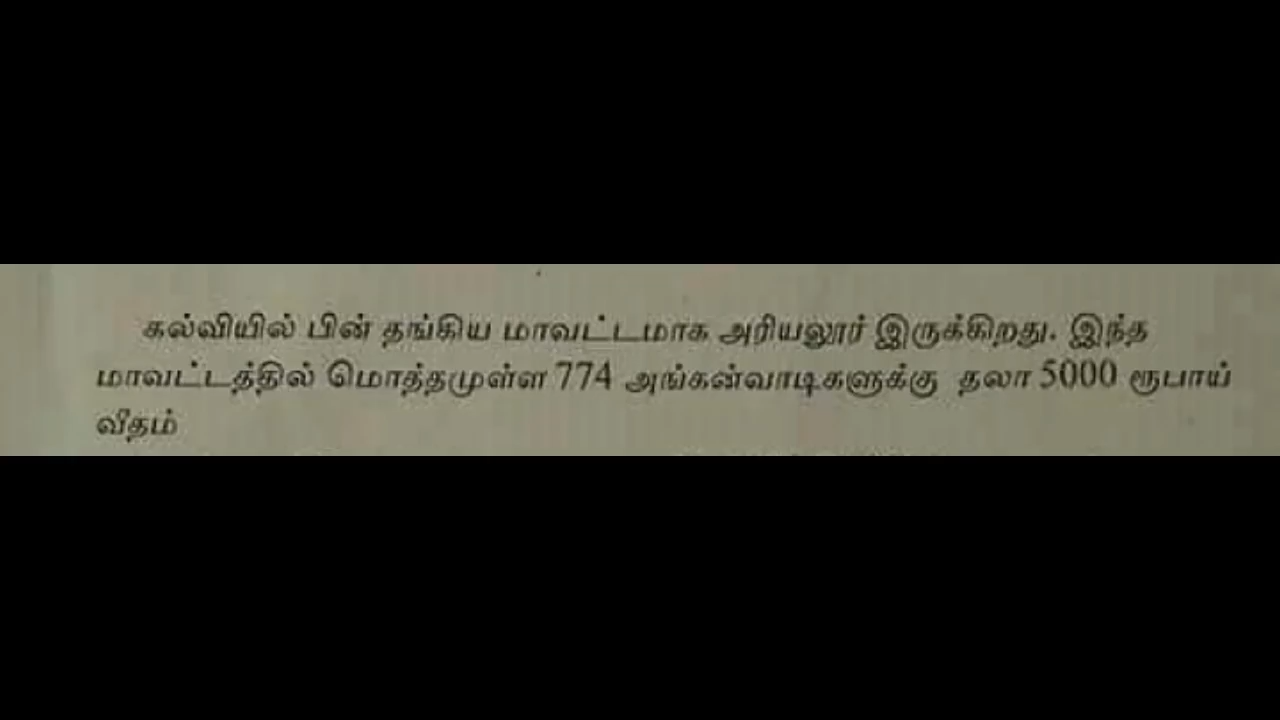 கல்வியில் பின் தங்கிய மாவட்டமாக அரியலூர் இருக்கிறது. இந்த
மாவட்டத்தில் மொத்தமுள்ள 774 அங்கன்வாடிகளுக்கு தலா 5000 ரூபாய்
வீதம்